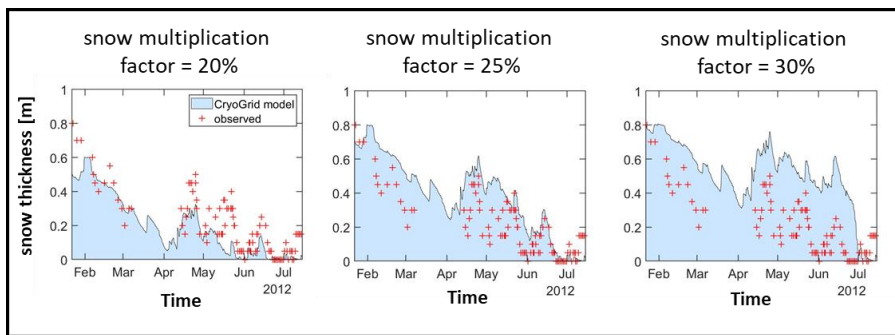 snow multiplication
factor = 20%
snow multiplication
factor = 25%
snow multiplication
factor = 30%
snow thickness [m]
1
0.8
0.6
0.4
0.2
0
CryoGrid model
observed
Feb Mar Apr May Jun Jul
2012
Time
1
0.8
0.6
0.4
0.2
0
Feb Mar Apr May Jun Jul
2012
Time
1
0.8
0.6
0.4
0.2
0
Feb Mar Apr May Jun Jul
2012
Time